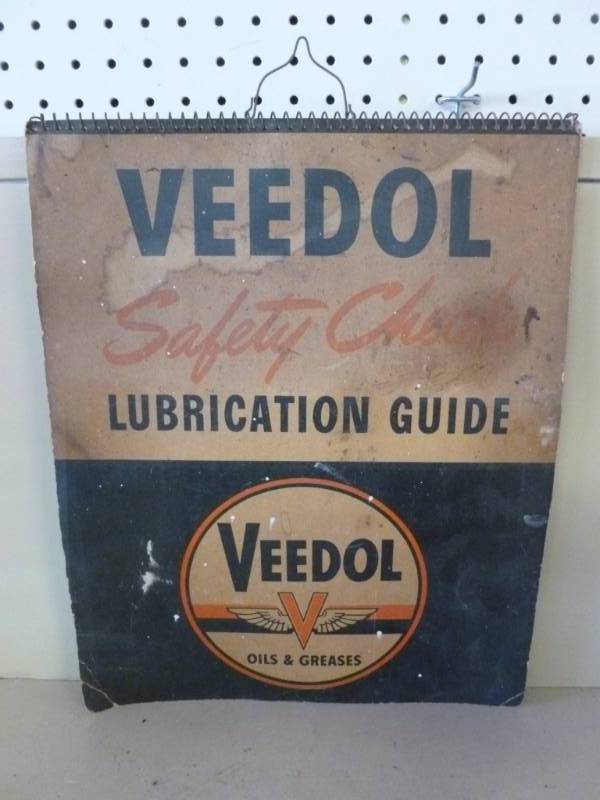 VEEDOL
Safety Check
LUBRICATION GUIDE
VEEDOL
V
OILS & GREASES